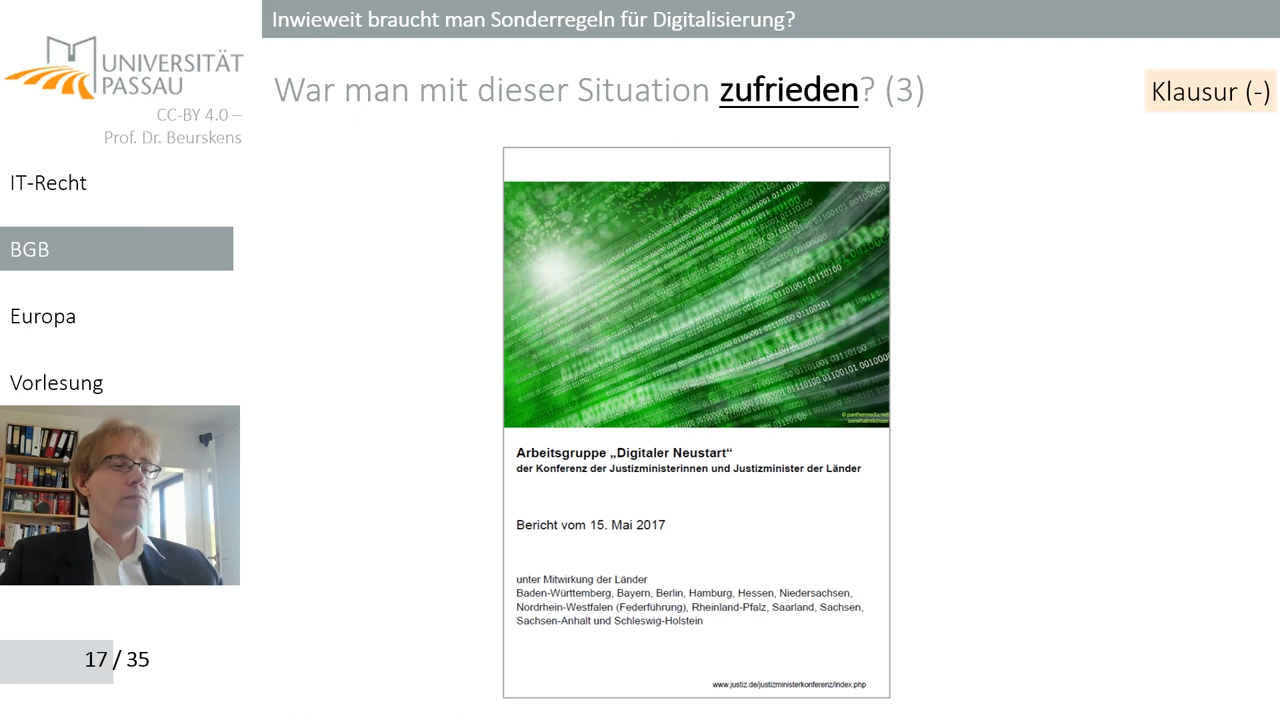 Inwieweit braucht man Sonderregeln für Digitalisierung?
UNIVERSITÄT
PASSAU
CC-BY 4.0 –
Prof. Dr. Beurskens
War man mit dieser Situation zufrieden? (3)
Klausur (-)
IT-Recht
BGB
Europa
Vorlesung
17 / 35
Arbeitsgruppe „Digitaler Neustart“
der Konferenz der Justizministerinnen und Justizminister der Länder
Bericht vom 15. Mai 2017
unter Mitwirkung der Länder
Baden-Württemberg, Bayern, Berlin, Hamburg, Hessen, Niedersachsen,
Nordrhein-Westfalen (Federführung), Rheinland-Pfalz, Saarland, Sachsen,
Sachsen-Anhalt und Schleswig-Holstein
www.justiz.de/justizministerkonferenz/index.php